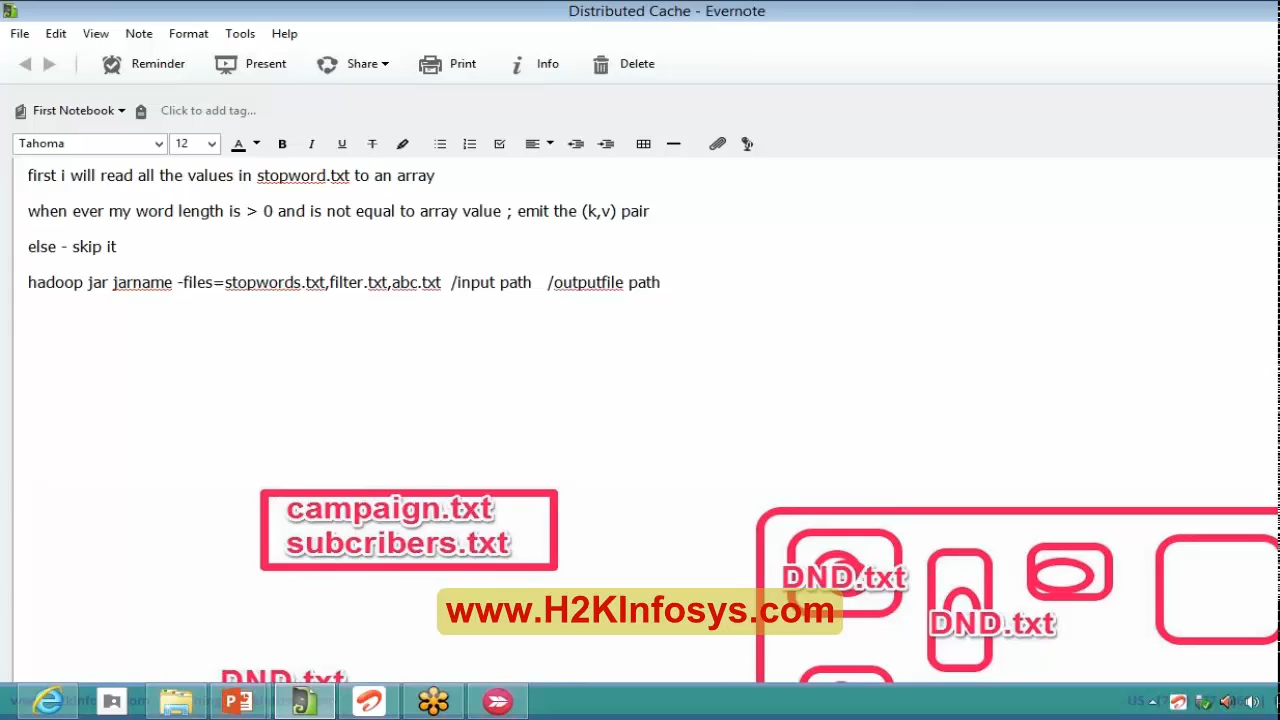 Distributed Cache - Evernote
File Edit View Note Format Tools Help
Reminder Present Share Print Info Delete
First Notebook Click to add tag...
Tahoma 12 A B I U T
first i will read all the values in stopword.txt to an array
when ever my word length is > 0 and is not equal to array value ; emit the (k,v) pair
else - skip it
hadoop jar jarname -files=stopwords.txt,filter.txt,abc.txt /input path /outputfile path
campaign.txt
subcribers.txt
DND.txt
DND.txt
www.H2KInfosys.com
DND.txt
US